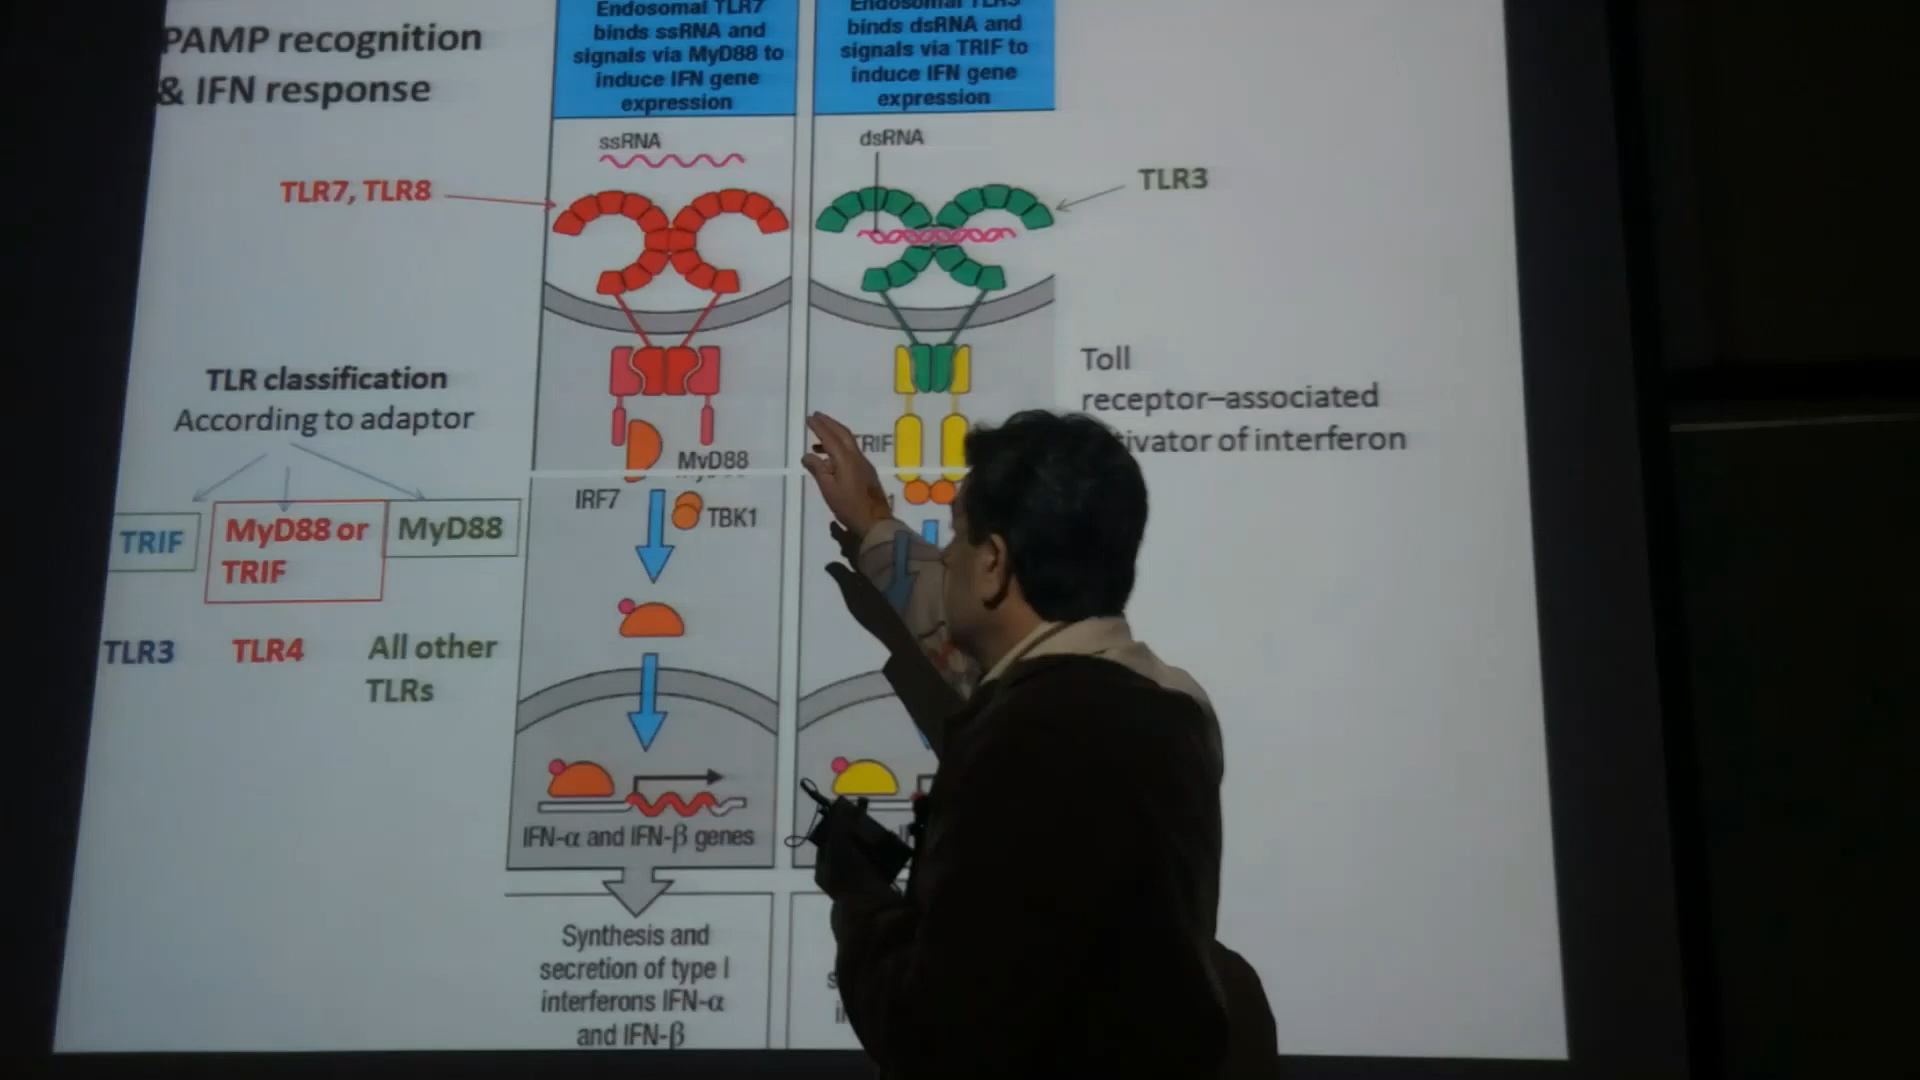 PAMP recognition
& IFN response
Endosomal TLR7
binds ssRNA and
signals via MyD88 to
induce IFN gene
expression
Endosomal TLR3
binds dsRNA and
signals via TRIF to
induce IFN gene
expression
ssRNA
dsRNA
TLR7, TLR8
TLR3
TLR classification
According to adaptor
Toll
receptor–associated
ivator of interferon
MyD88
TRIF
IRF7
TBK1
TRIF
MyD88 or
TRIF
MyD88
TLR3
TLR4
All other
TLRs
IFN-α and IFN-β genes
Synthesis and
secretion of type I
interferons IFN-α
and IFN-β